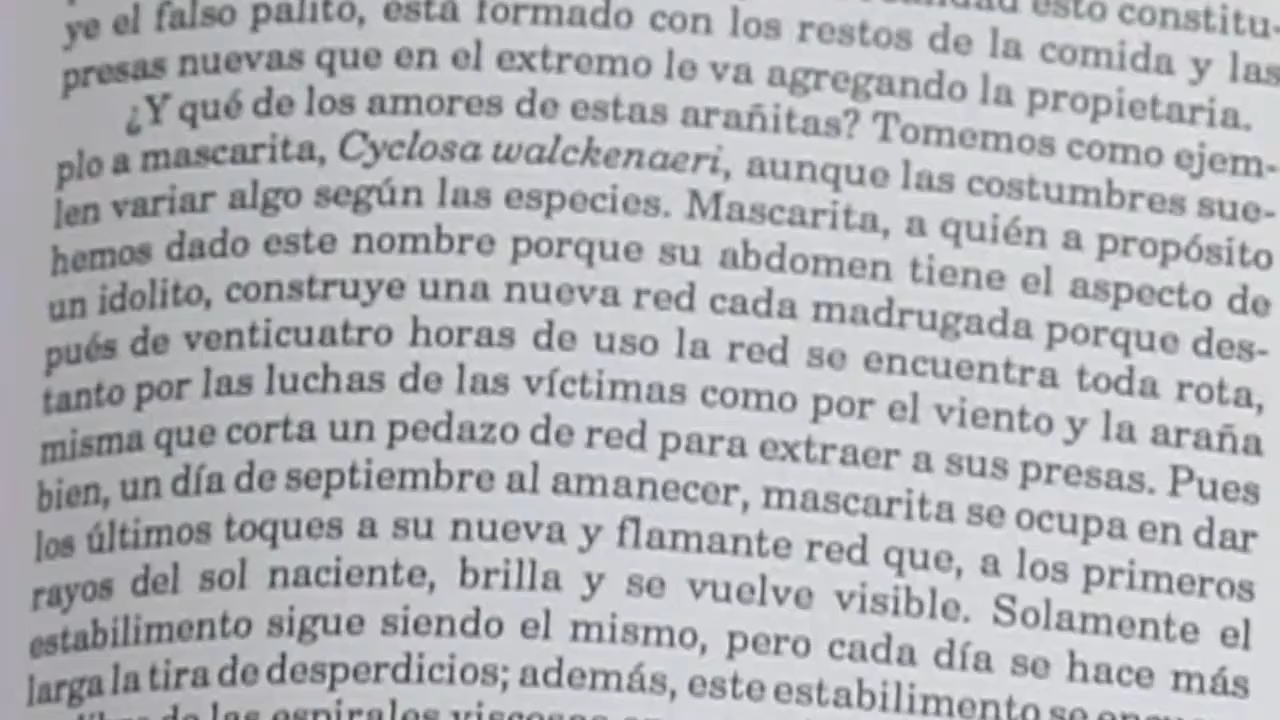 esto constitu-
ye el falso palito, está formado con los restos de la comida y las
presas nuevas que en el extremo le va agregando la propietaria.
¿Y qué de los amores de estas arañitas? Tomemos como ejem-
plo a mascarita, Cyclosa walckenaeri, aunque las costumbres sue-
len variar algo según las especies. Mascarita, a quién a propósito
hemos dado este nombre porque su abdomen tiene el aspecto de
un idolito, construye una nueva red cada madrugada porque des-
pués de venticuatro horas de uso la red se encuentra toda rota,
tanto por las luchas de las víctimas como por el viento y la araña
misma que corta un pedazo de red para extraer a sus presas. Pues
bien, un día de septiembre al amanecer, mascarita se ocupa en dar
los últimos toques a su nueva y flamante red que, a los primeros
rayos del sol naciente, brilla y se vuelve visible. Solamente el
estabilimento sigue siendo el mismo, pero cada día se hace más
larga la tira de desperdicios; además, este estabilimento se
de las espirales viscosas